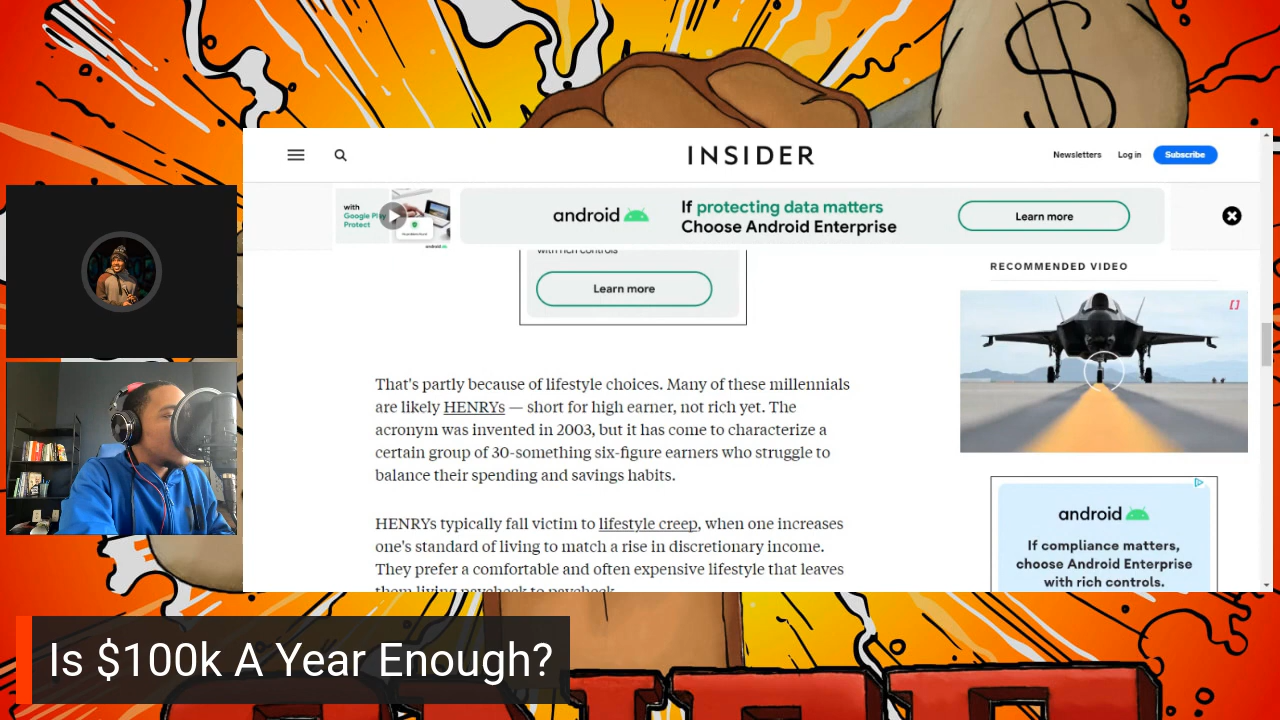 $
INSIDER
Newsletters Log in Subscribe
with
Google Play
Protect
android
If protecting data matters
Choose Android Enterprise
Learn more
with rich controls
Learn more
RECOMMENDED VIDEO
That's partly because of lifestyle choices. Many of these millennials
are likely HENRYs — short for high earner, not rich yet. The
acronym was invented in 2003, but it has come to characterize a
certain group of 30-something six-figure earners who struggle to
balance their spending and savings habits.
HENRYs typically fall victim to lifestyle creep, when one increases
one's standard of living to match a rise in discretionary income.
They prefer a comfortable and often expensive lifestyle that leaves
them living paycheck to paycheck.
android
If compliance matters,
choose Android Enterprise
with rich controls.
Is $100k A Year Enough?